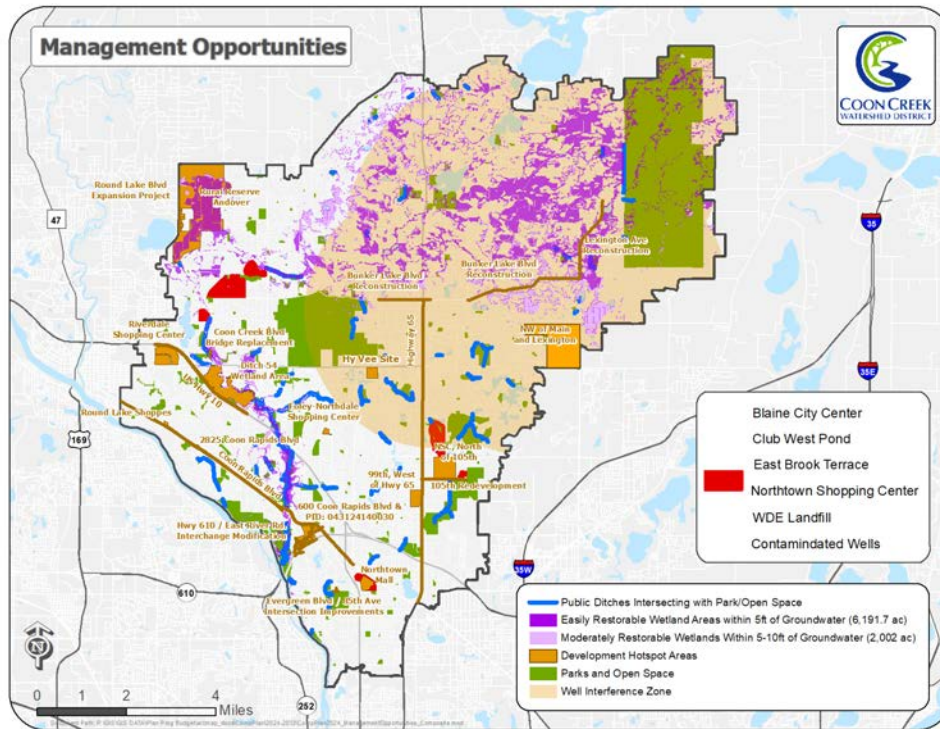 Management Opportunities
COON CREEK
WATERSHED DISTRICT
Round Lake Blvd
Expansion Project
Rural Reserve
Andover
47
35
Lexington Ave
Reconstruction
Bunker Lake Blvd
Reconstruction
Bunker Lake Blvd
Reconstruction
Highway 65
Riverdale
Shopping Center
Coon Creek Blvd
Bridge Replacement
NW of Main
and Lexington
Hy Vee Site
Ditch 54
Wetland Area
Hwy 10
35E
Round Lake Shoppes
Foley-Northdale
Shopping Center
169
2825 Coon Rapids Blvd
Coon Rapids Blvd
NSC, North
of 105th
99th, West
of Hwy 65
105th Redevelopment
600 Coon Rapids Blvd &
PID: 043124140030
Hwy 610 / East River Rd
Interchange Modification
Northtown
Mall
35W
610
Evergreen Blvd / 85th Ave
Intersection Improvements
252
Blaine City Center
Club West Pond
East Brook Terrace
Northtown Shopping Center
WDE Landfill
Contamindated Wells
Public Ditches Intersecting with Park/Open Space
Easily Restorable Wetland Areas within 5ft of Groundwater (6,191.7 ac)
Moderately Restorable Wetlands Within 5-10ft of Groundwater (2,002 ac)
Development Hotspot Areas
Parks and Open Space
Well Interference Zone
N
0 2 4
Miles